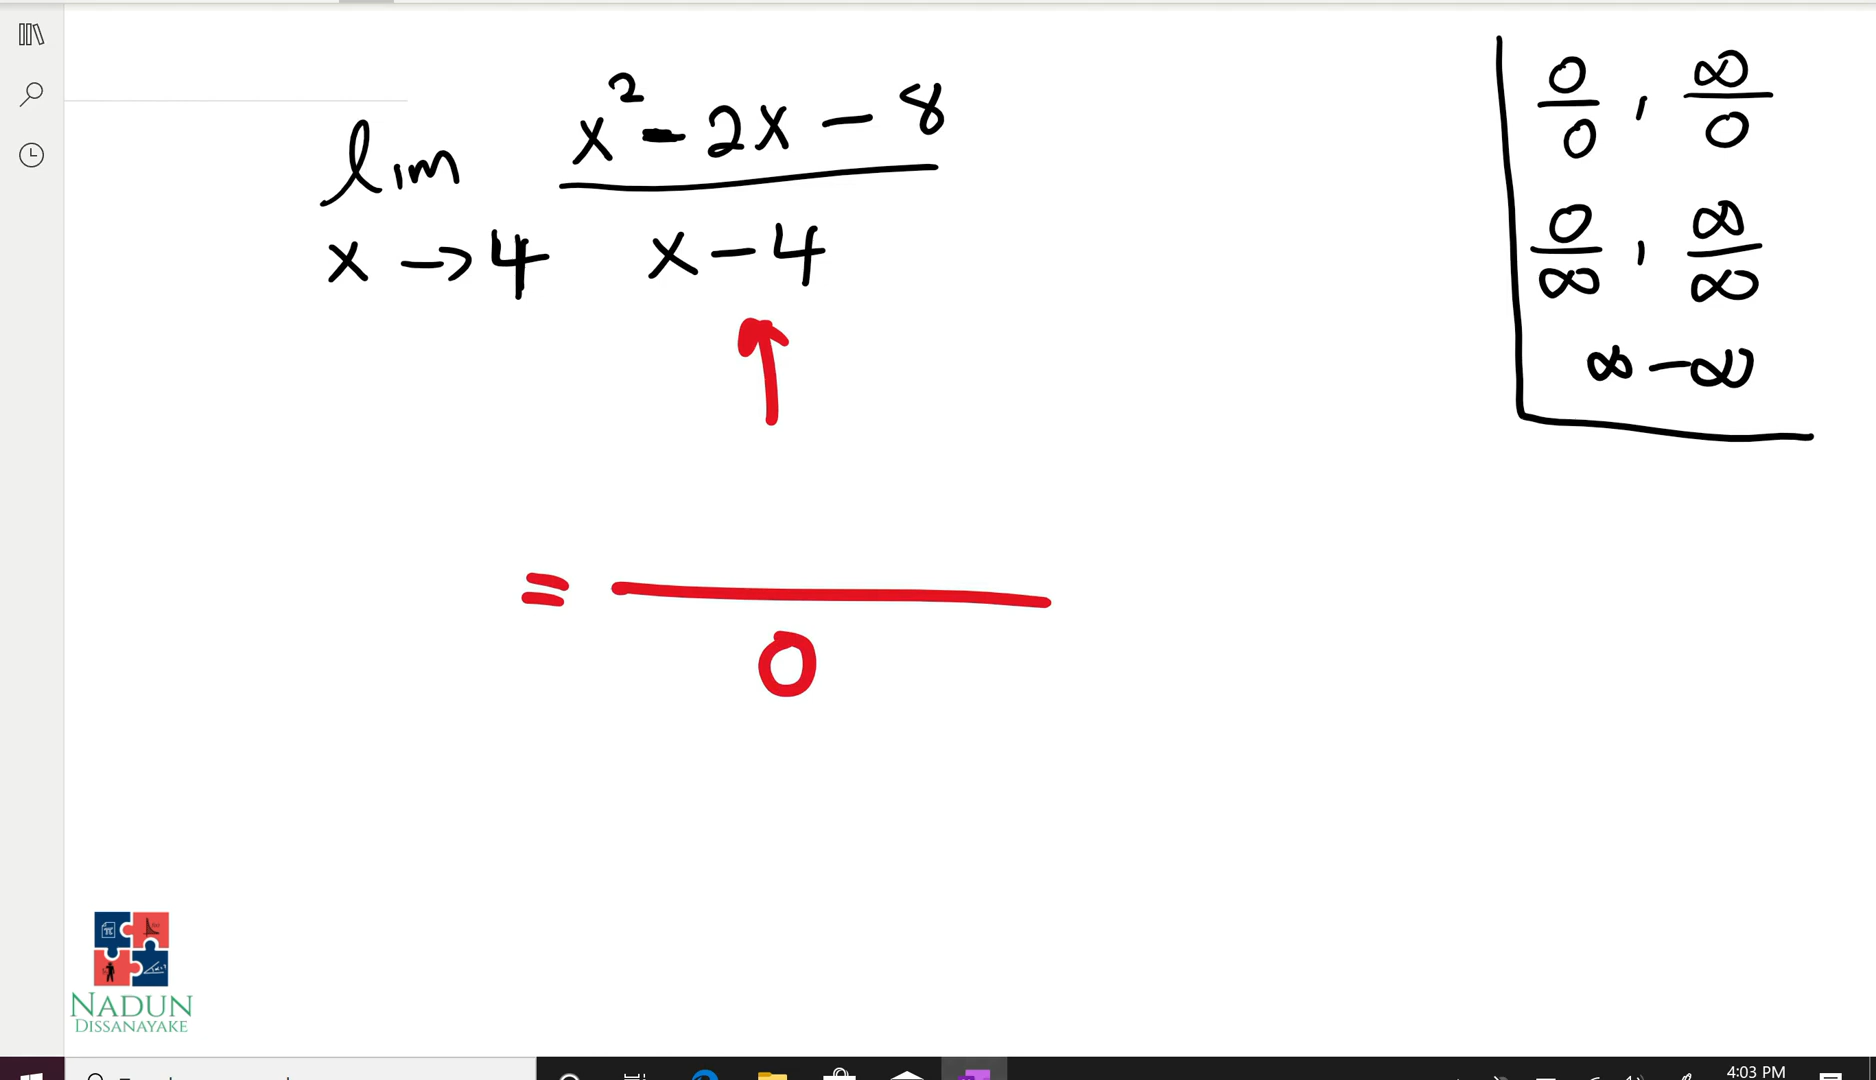 lim x→4 (x² - 2x - 8)/(x - 4)
= /0
0/0 , ∞/0
0/∞ , ∞/∞
∞ - ∞
NADUN
DISSANAYAKE
4:03 PM